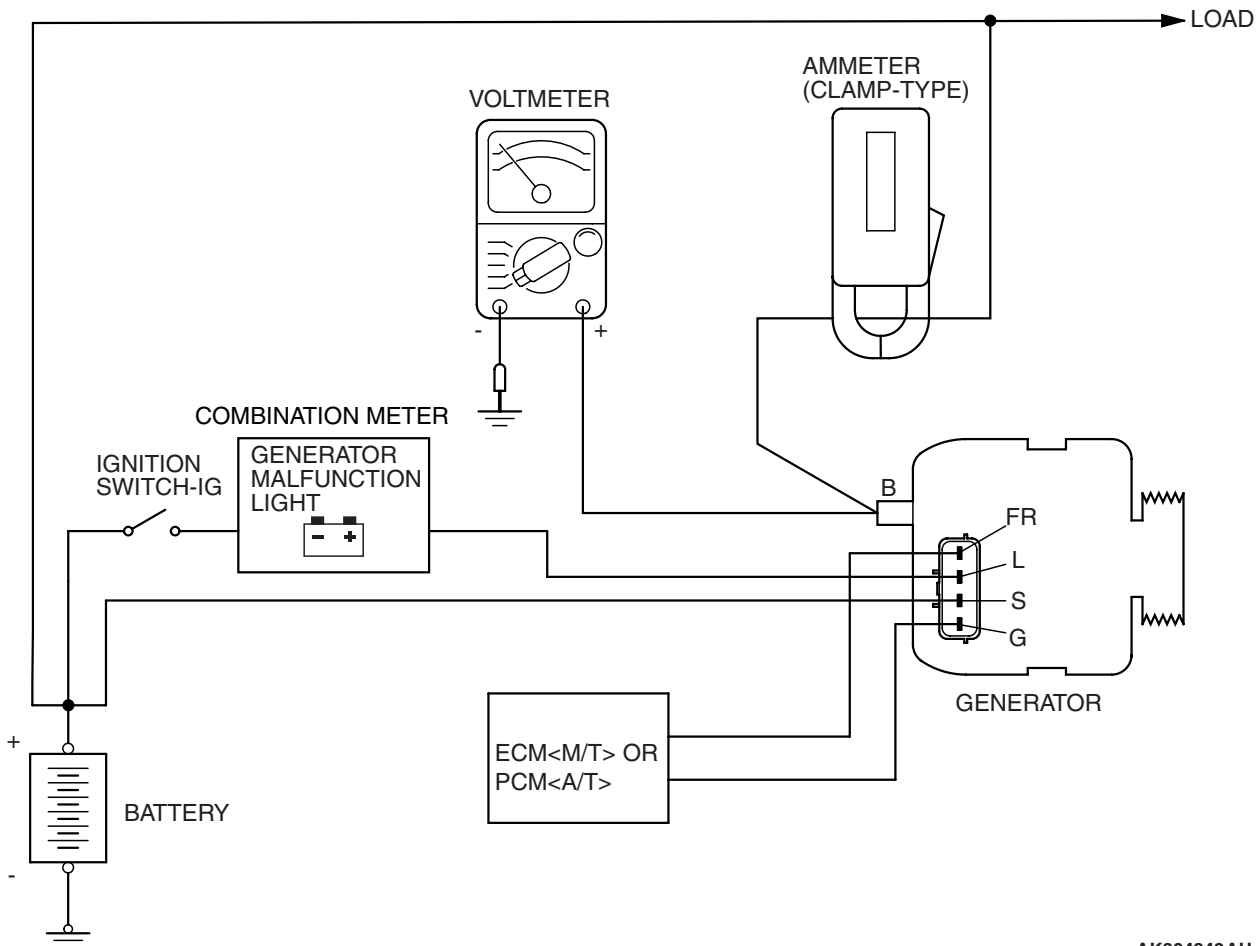 LOAD
AMMETER
(CLAMP-TYPE)
VOLTMETER
-
+
COMBINATION METER
IGNITION
SWITCH-IG
GENERATOR
MALFUNCTION
LIGHT
- +
B
FR
L
S
G
GENERATOR
ECM<M/T> OR
PCM<A/T>
+
BATTERY
-